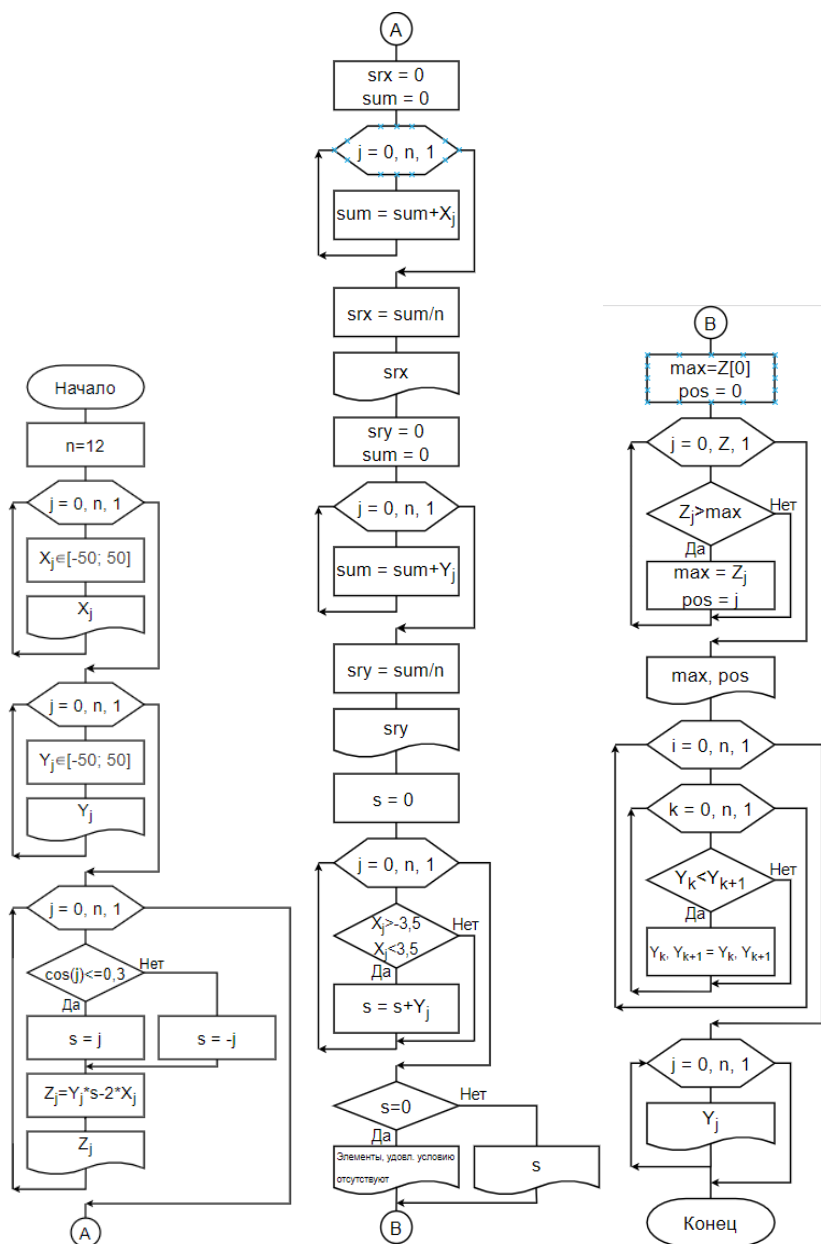 Начало
n=12
j = 0, n, 1
Xj∈[-50; 50]
Xj
j = 0, n, 1
Yj∈[-50; 50]
Yj
j = 0, n, 1
cos(j)<=0,3
Нет
Да
s = j
s = -j
Zj=Yj*s-2*Xj
Zj
A
A
srx = 0
sum = 0
j = 0, n, 1
sum = sum+Xj
srx = sum/n
srx
sry = 0
sum = 0
j = 0, n, 1
sum = sum+Yj
sry = sum/n
sry
s = 0
j = 0, n, 1
Xj>-3,5
Xj<3,5
Нет
Да
s = s+Yj
s=0
Нет
Да
Элементы, удовл. условию
отсутствуют
s
B
B
max=Z[0]
pos = 0
j = 0, Z, 1
Zj>max
Нет
Да
max = Zj
pos = j
max, pos
i = 0, n, 1
k = 0, n, 1
Yk<Yk+1
Нет
Да
Yk, Yk+1 = Yk, Yk+1
j = 0, n, 1
Yj
Конец